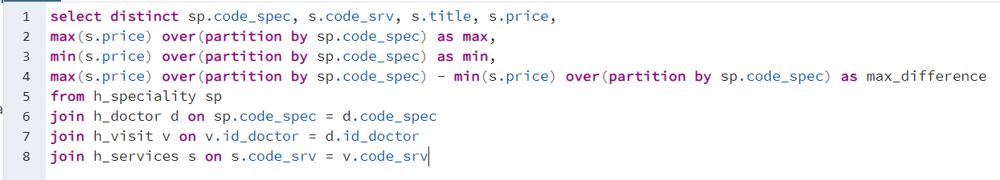 1 select distinct sp.code_spec, s.code_srv, s.title, s.price,
2 max(s.price) over(partition by sp.code_spec) as max,
3 min(s.price) over(partition by sp.code_spec) as min,
4 max(s.price) over(partition by sp.code_spec) - min(s.price) over(partition by sp.code_spec) as max_difference
5 from h_speciality sp
6 join h_doctor d on sp.code_spec = d.code_spec
7 join h_visit v on v.id_doctor = d.id_doctor
8 join h_services s on s.code_srv = v.code_srv